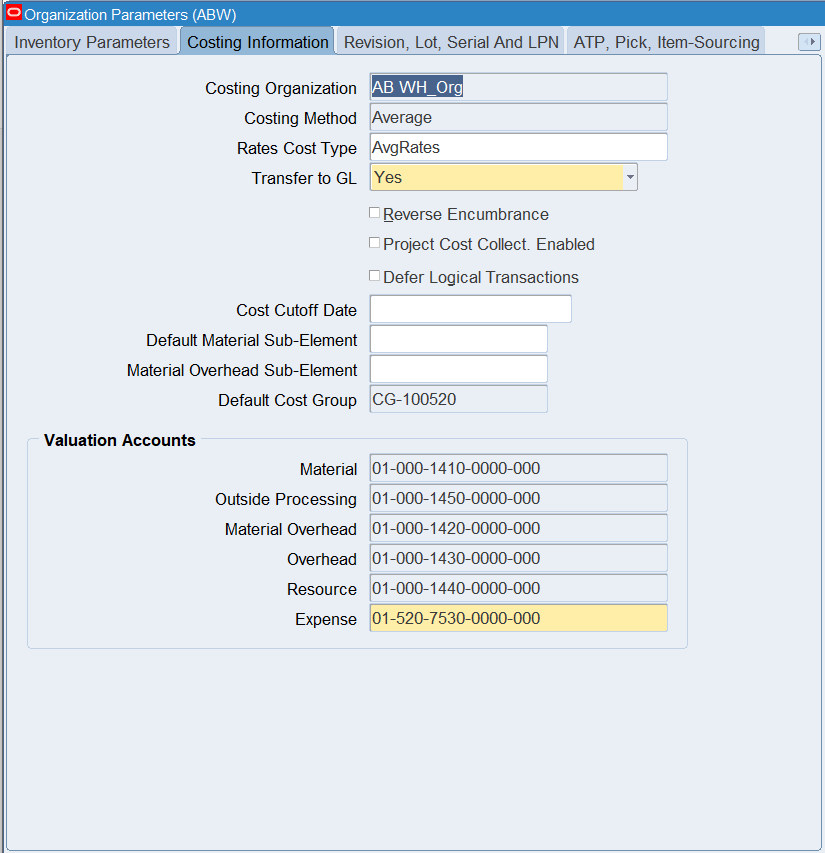 Organization Parameters (ABW)
Inventory Parameters Costing Information Revision, Lot, Serial And LPN ATP, Pick, Item-Sourcing
Costing Organization AB WH_Org
Costing Method Average
Rates Cost Type AvgRates
Transfer to GL Yes
Reverse Encumbrance
Project Cost Collect. Enabled
Defer Logical Transactions
Cost Cutoff Date
Default Material Sub-Element
Material Overhead Sub-Element
Default Cost Group CG-100520
Valuation Accounts
Material 01-000-1410-0000-000
Outside Processing 01-000-1450-0000-000
Material Overhead 01-000-1420-0000-000
Overhead 01-000-1430-0000-000
Resource 01-000-1440-0000-000
Expense 01-520-7530-0000-000